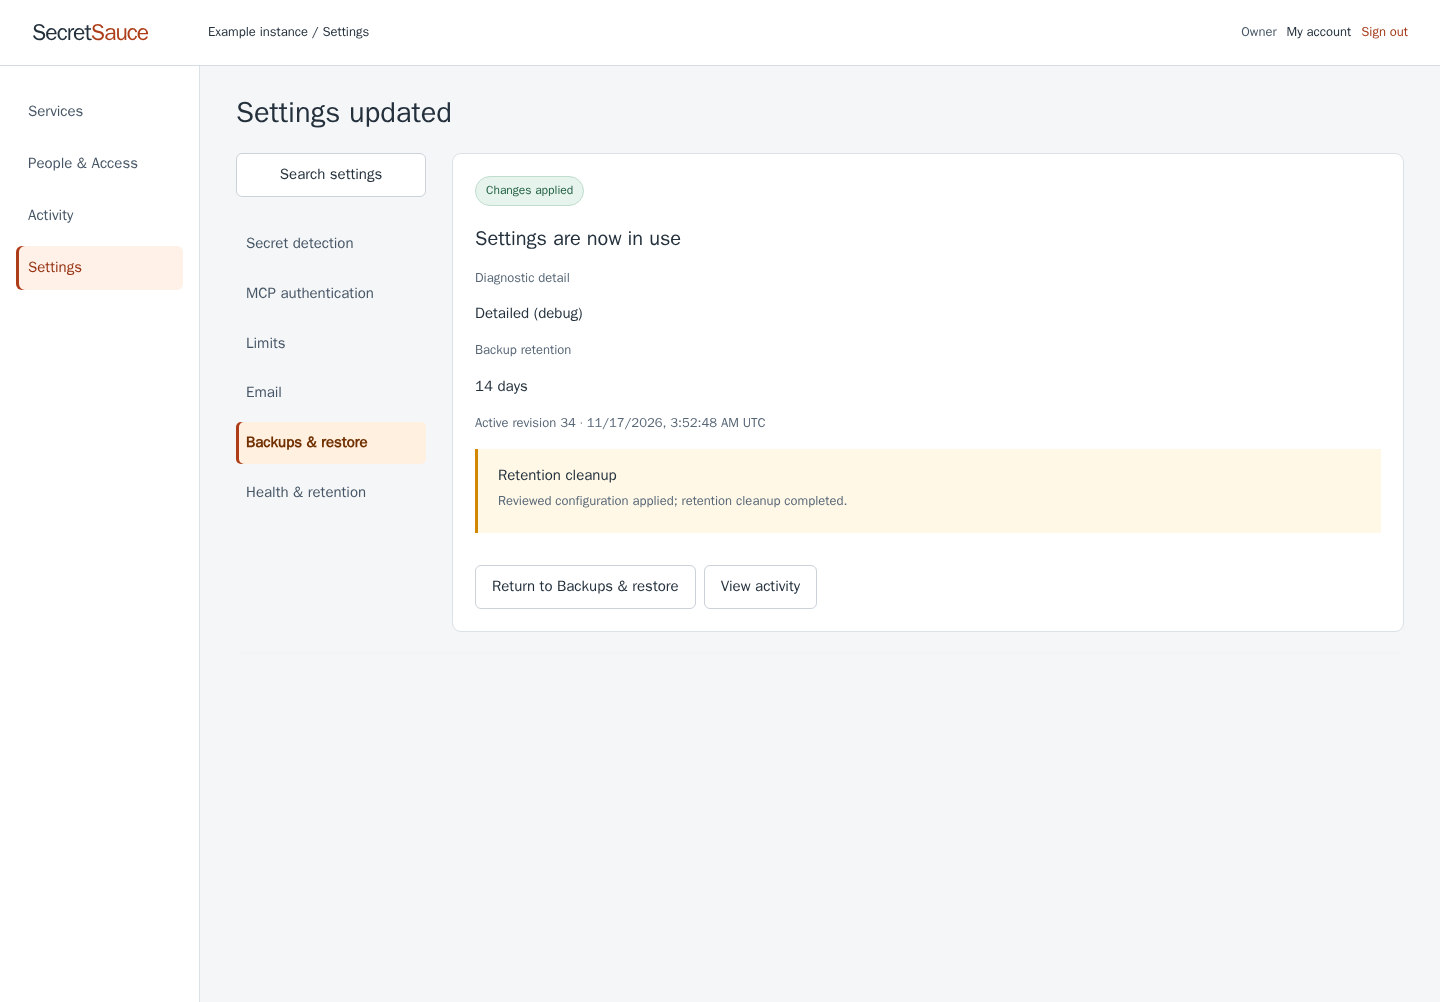 SecretSauce
Example instance / Settings
Owner My account Sign out
Services
People & Access
Activity
Settings
Settings updated
Search settings
Secret detection
MCP authentication
Limits
Email
Backups & restore
Health & retention
Changes applied
Settings are now in use
Diagnostic detail
Detailed (debug)
Backup retention
14 days
Active revision 34 · 11/17/2026, 3:52:48 AM UTC
Retention cleanup
Reviewed configuration applied; retention cleanup completed.
Return to Backups & restore
View activity